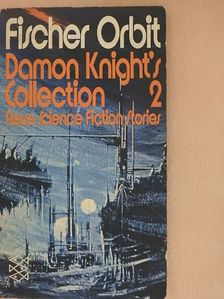 Fischer Orbit
Damon Knight's
Collection 2
Neue Science Fiction Stories